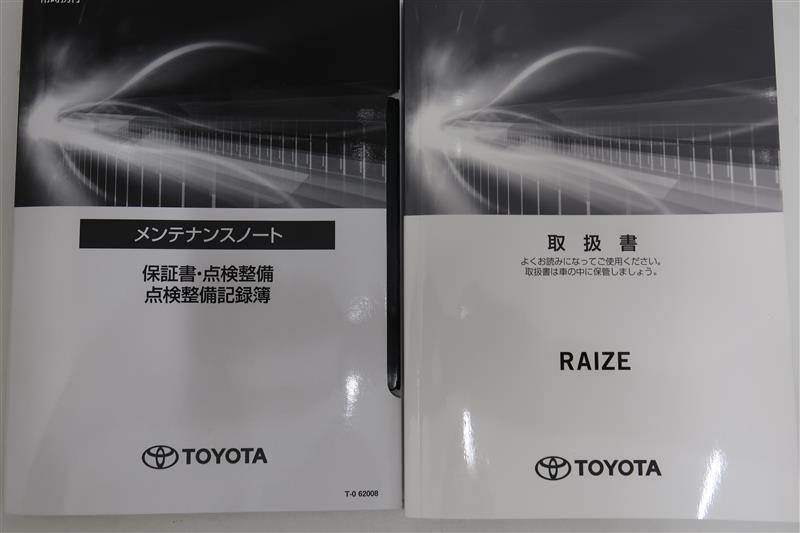 メンテナンスノート
保証書・点検整備
点検整備記録簿
TOYOTA
T-0 62008
取扱書
よくお読みになってご使用ください。
取扱書は車の中に保管しましょう。
RAIZE
TOYOTA